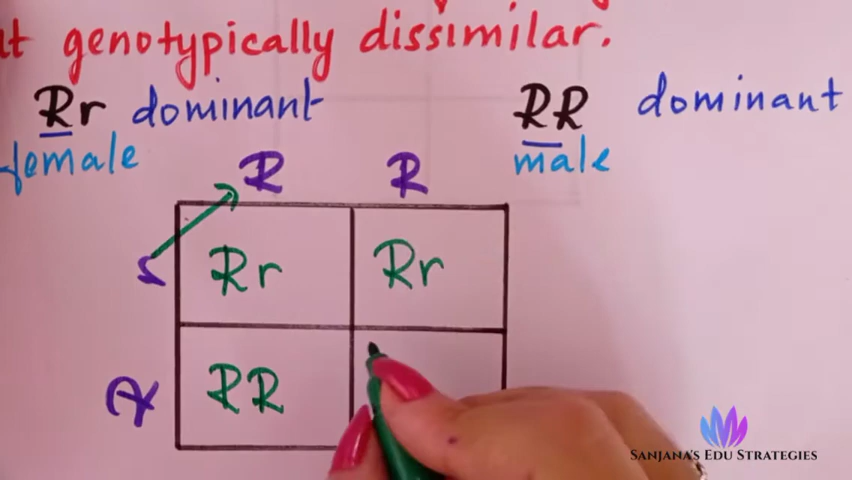 genotypically dissimilar.
Rr dominant RR dominant
female male
R R
r Rr Rr
R RR
SANJANA'S EDU STRATEGIES